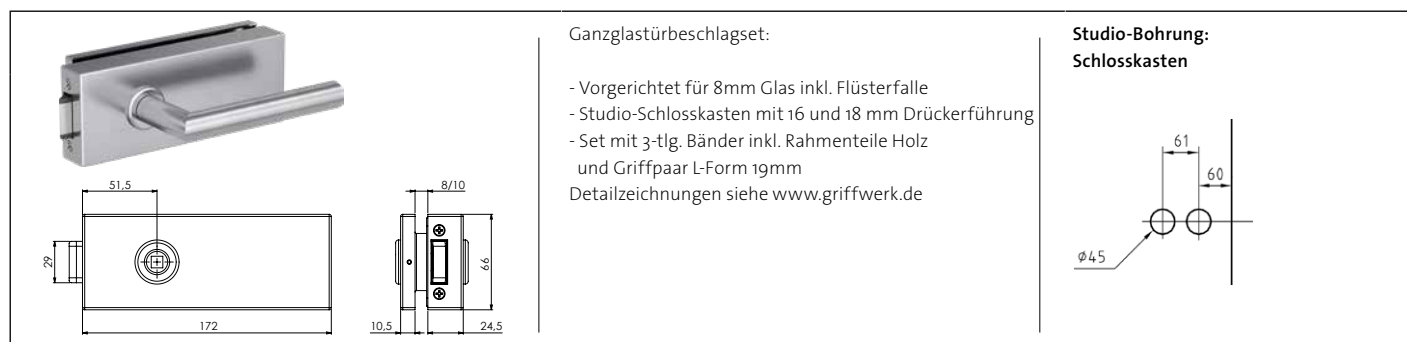 Ganzglastürbeschlagset:
- Vorgerichtet für 8mm Glas inkl. Flüsterfalle
- Studio-Schlosskasten mit 16 und 18 mm Drückerführung
- Set mit 3-tlg. Bänder inkl. Rahmenteile Holz
und Griffpaar L-Form 19mm
Detailzeichnungen siehe www.griffwerk.de
Studio-Bohrung:
Schlosskasten
51,5
29
172
8/10
66
10,5
24,5
61
60
ø45